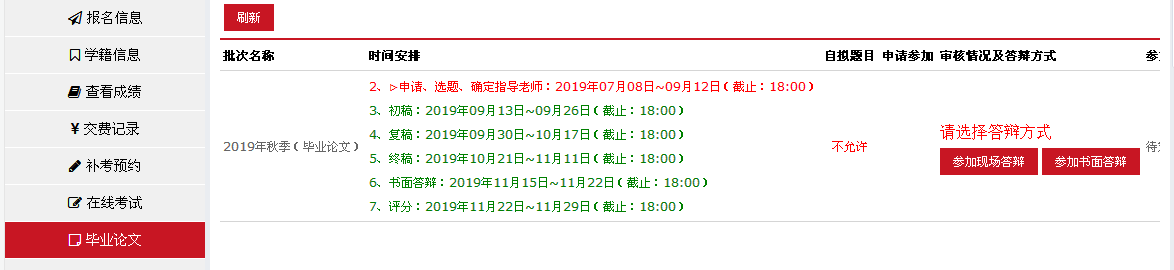 报名信息
学籍信息
查看成绩
交费记录
补考预约
在线考试
毕业论文
刷新
批次名称 时间安排 自拟题目 申请参加 审核情况及答辩方式
2019年秋季（毕业论文）
2、▷申请、选题、确定指导老师：2019年07月08日~09月12日（截止：18:00）
3、初稿：2019年09月13日~09月26日（截止：18:00）
4、复稿：2019年09月30日~10月17日（截止：18:00）
5、终稿：2019年10月21日~11月11日（截止：18:00）
6、书面答辩：2019年11月15日~11月22日（截止：18:00）
7、评分：2019年11月22日~11月29日（截止：18:00）
不允许
请选择答辩方式
参加现场答辩 参加书面答辩